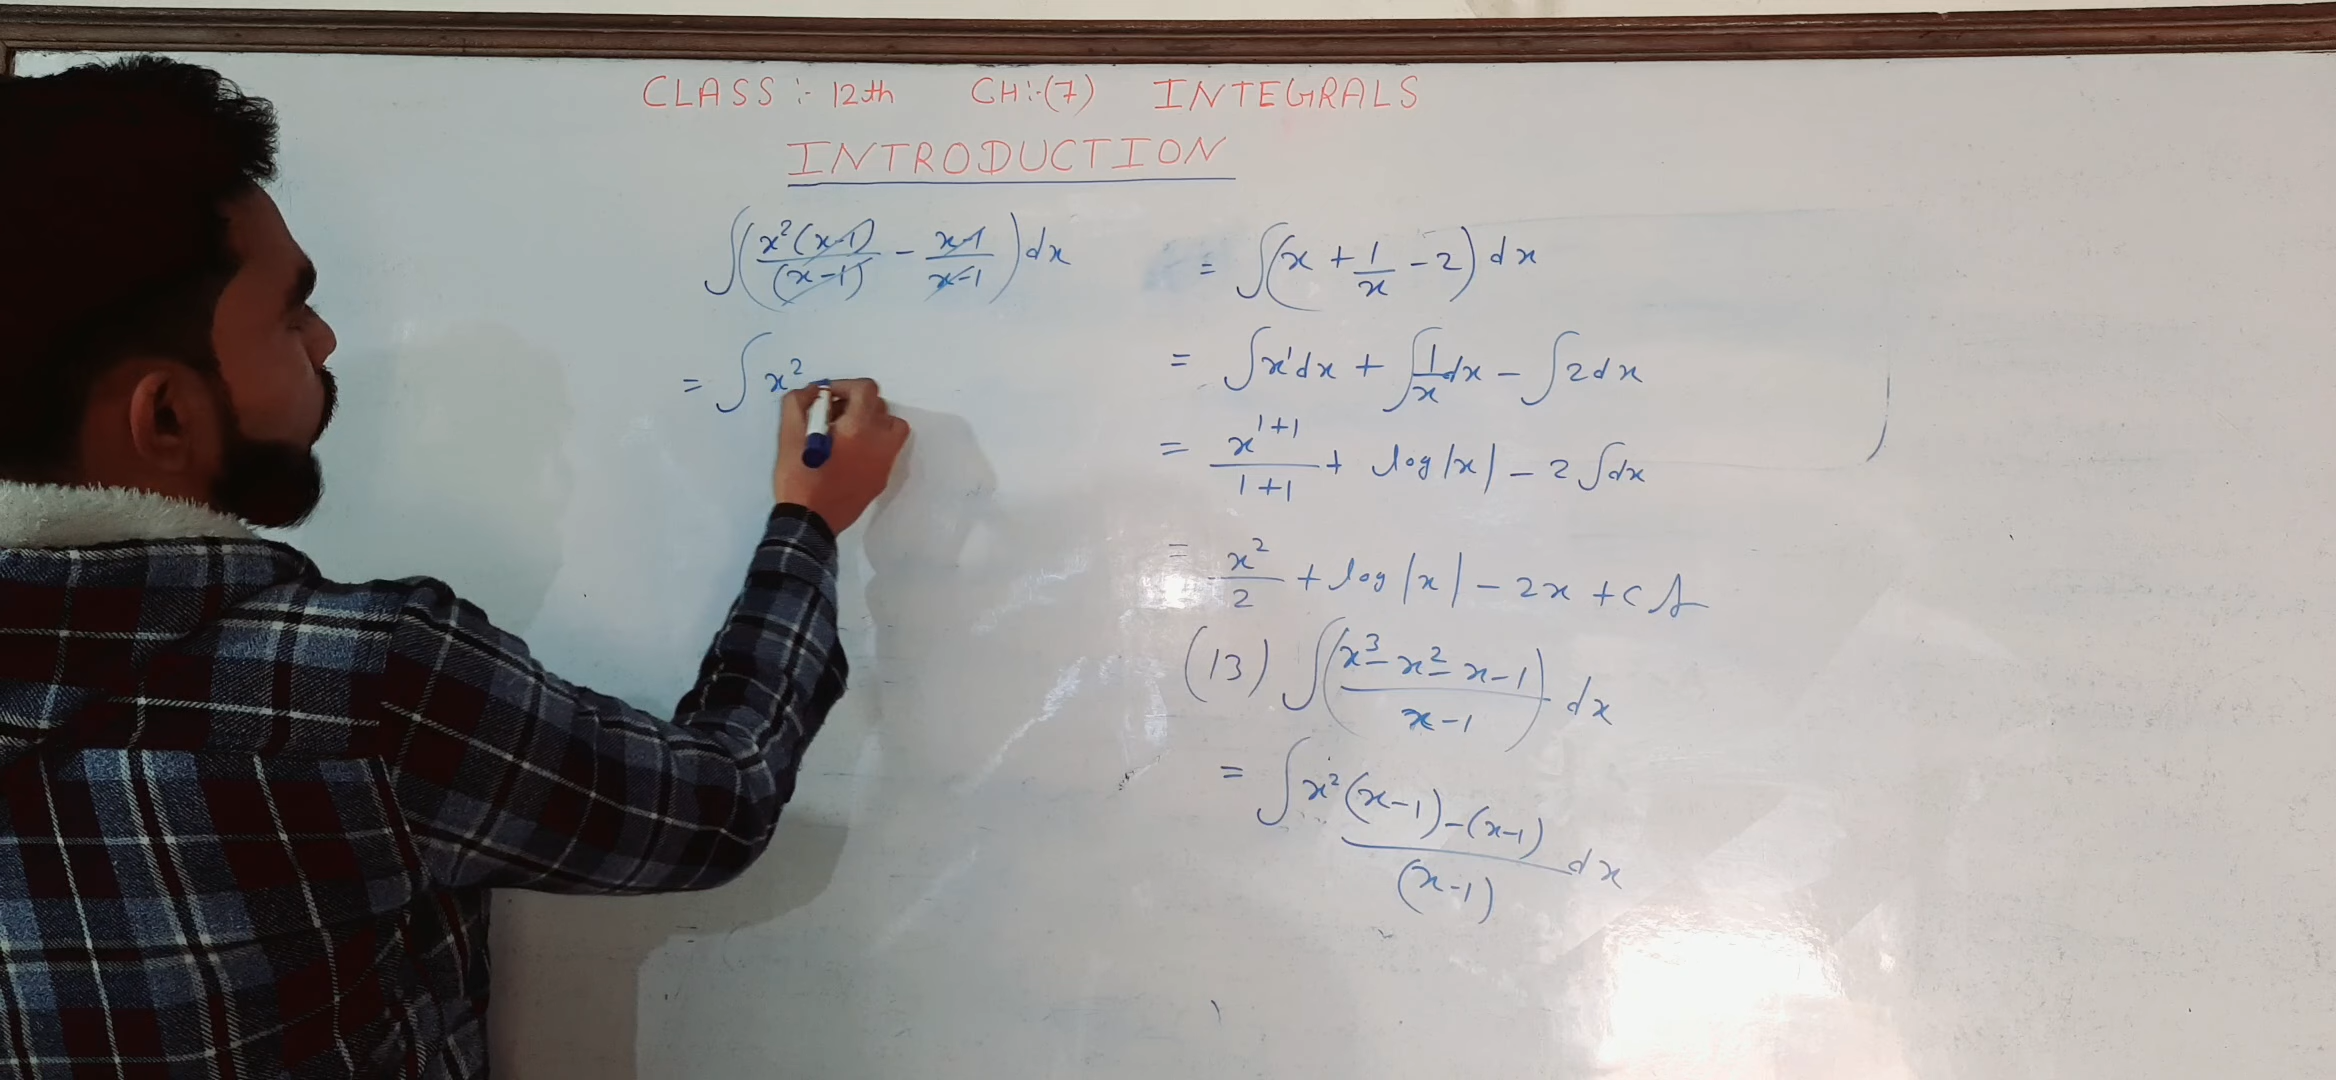 CLASS :- 12th CH:-(7) INTEGRALS
INTRODUCTION
∫(x²(x-1)/(x-1) - x-1/x-1)dx
= ∫x²
= ∫(x + 1/x - 2)dx
= ∫x¹dx + ∫1/x dx - ∫2dx
= x¹⁺¹/1+1 + log|x| - 2∫dx
= x²/2 + log|x| - 2x + c
(13) ∫(x³ - x² - x - 1/x-1) dx
= ∫x²(x-1)-(x-1)/(x-1) dx